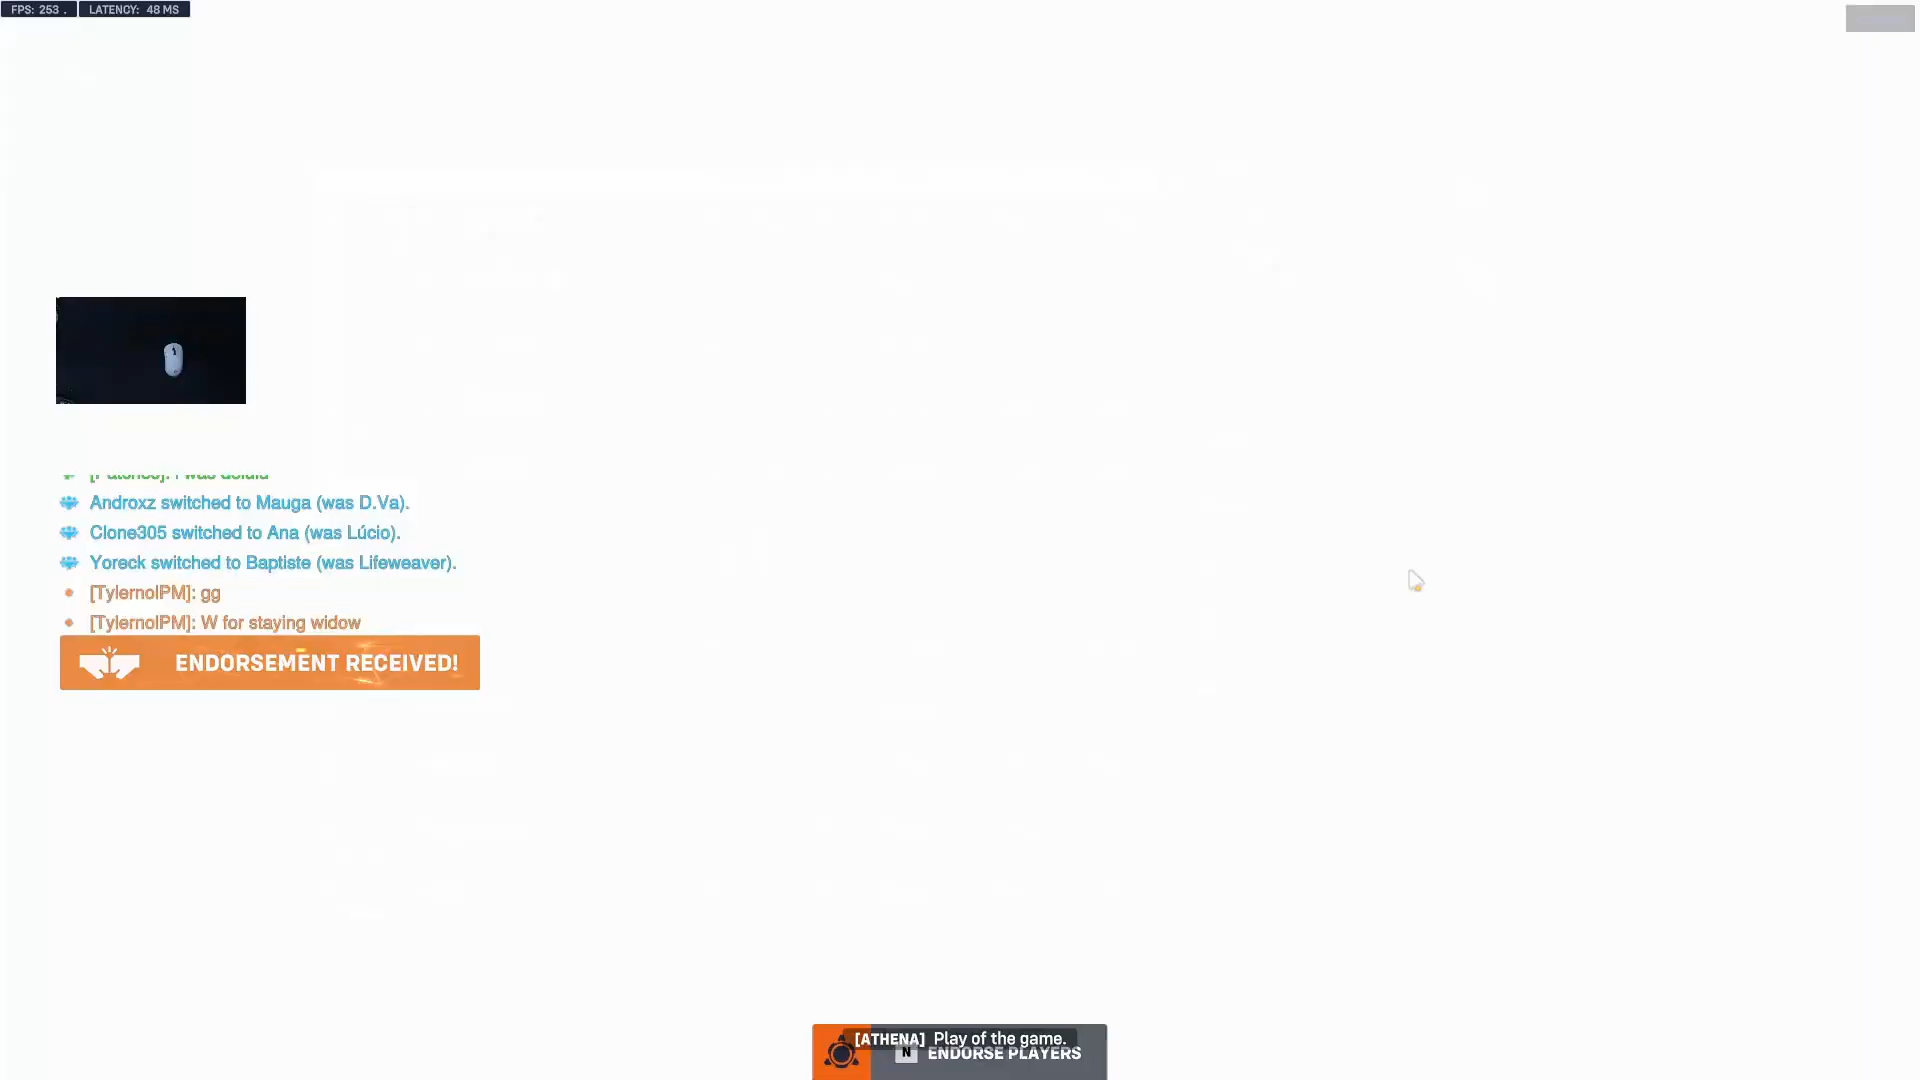 FPS: 253 .
LATENCY: 48 MS
was
Androxz switched to Mauga (was D.Va).
Clone305 switched to Ana (was Lúcio).
Yoreck switched to Baptiste (was Lifeweaver).
[TylernolPM]: gg
[TylernolPM]: W for staying widow
ENDORSEMENT RECEIVED!
[ATHENA] Play of the game.
N ENDORSE PLAYERS